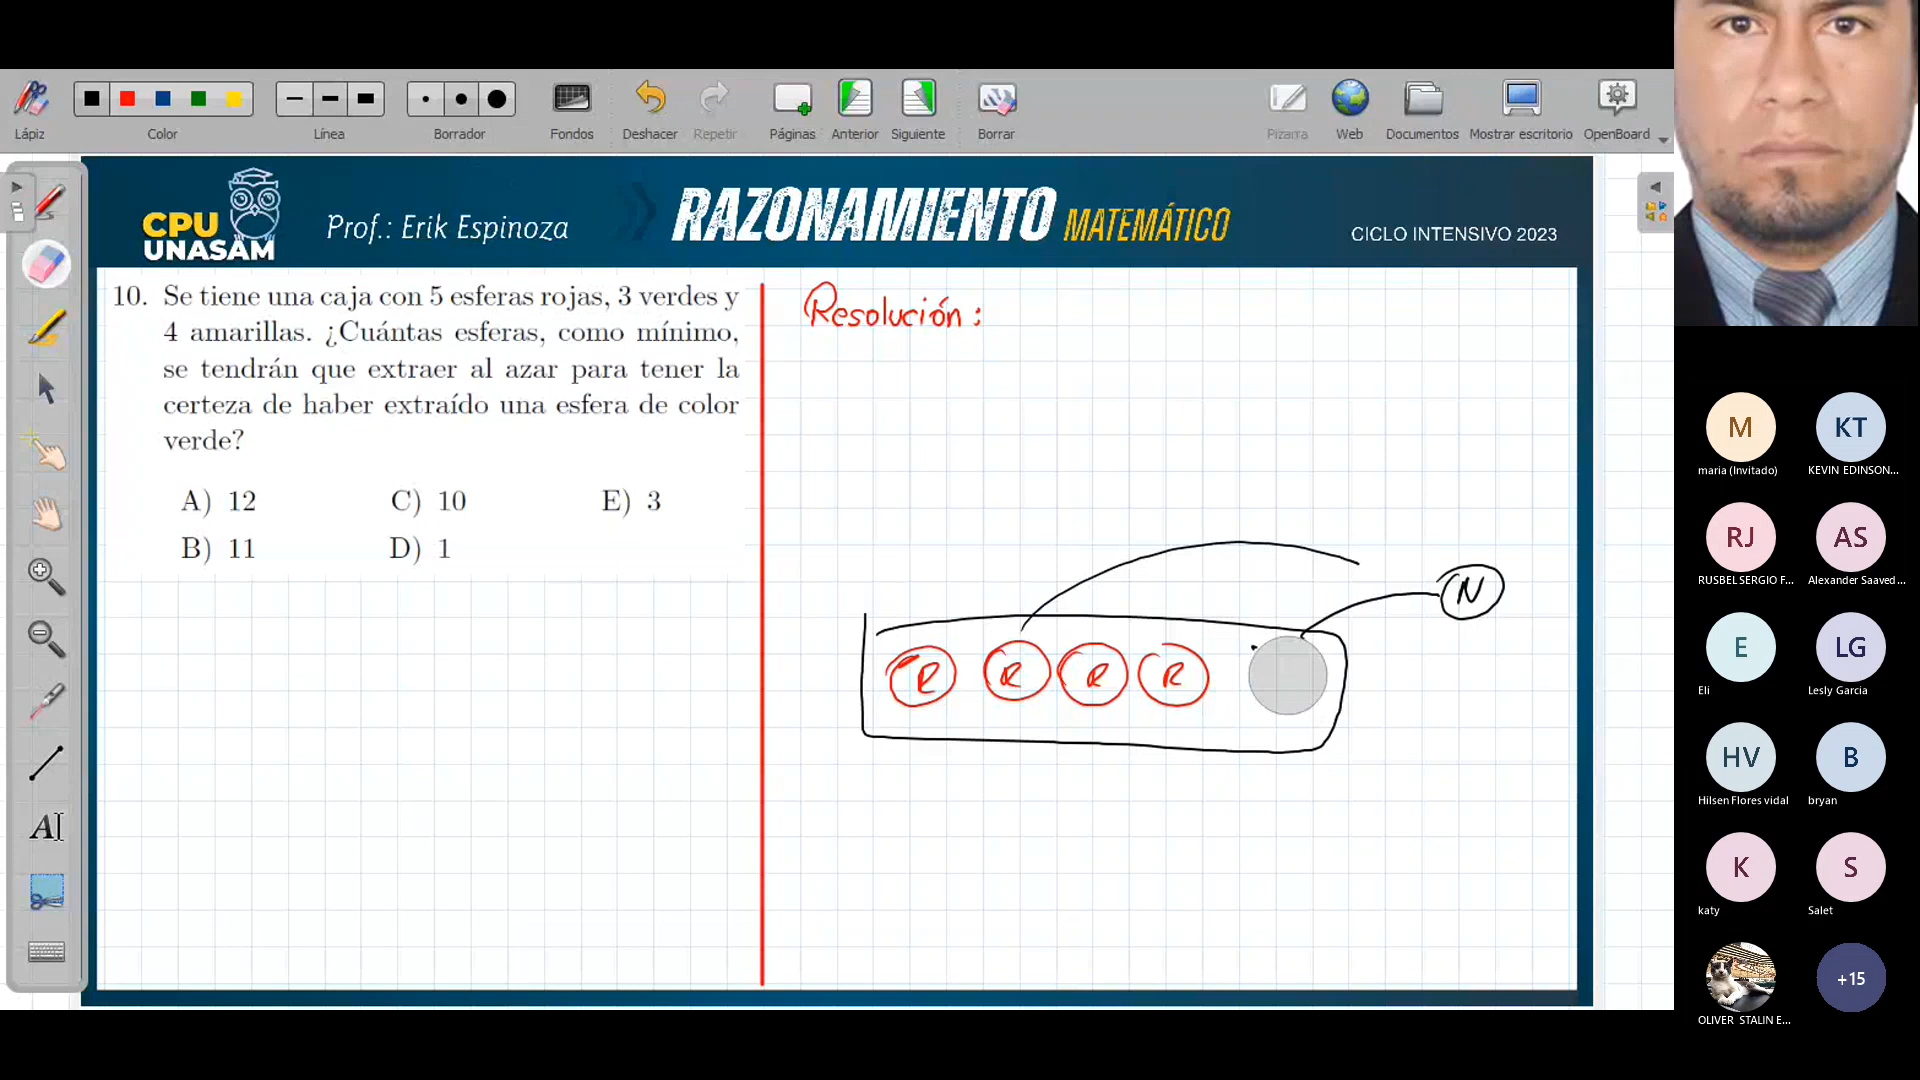 Lápiz
Color
Línea
Borrador
Fondos
Deshacer
Repetir
Páginas
Anterior
Siguiente
Borrar
Pizarra
Web
Documentos
Mostrar escritorio
OpenBoard
CPU
UNASAM
Prof.: Erik Espinoza
RAZONAMIENTO MATEMÁTICO
CICLO INTENSIVO 2023
10. Se tiene una caja con 5 esferas rojas, 3 verdes y
4 amarillas. ¿Cuántas esferas, como mínimo,
se tendrán que extraer al azar para tener la
certeza de haber extraído una esfera de color
verde?
A) 12 C) 10 E) 3
B) 11 D) 1
Resolución:
N
R R R R
AI
M KT
maria (Invitado) KEVIN EDINSON...
RJ AS
RUSBEL SERGIO F... Alexander Saaved...
E LG
Eli Lesly Garcia
HV B
Hilsen Flores vidal bryan
K S
katy Salet
+15
OLIVER STALIN E...